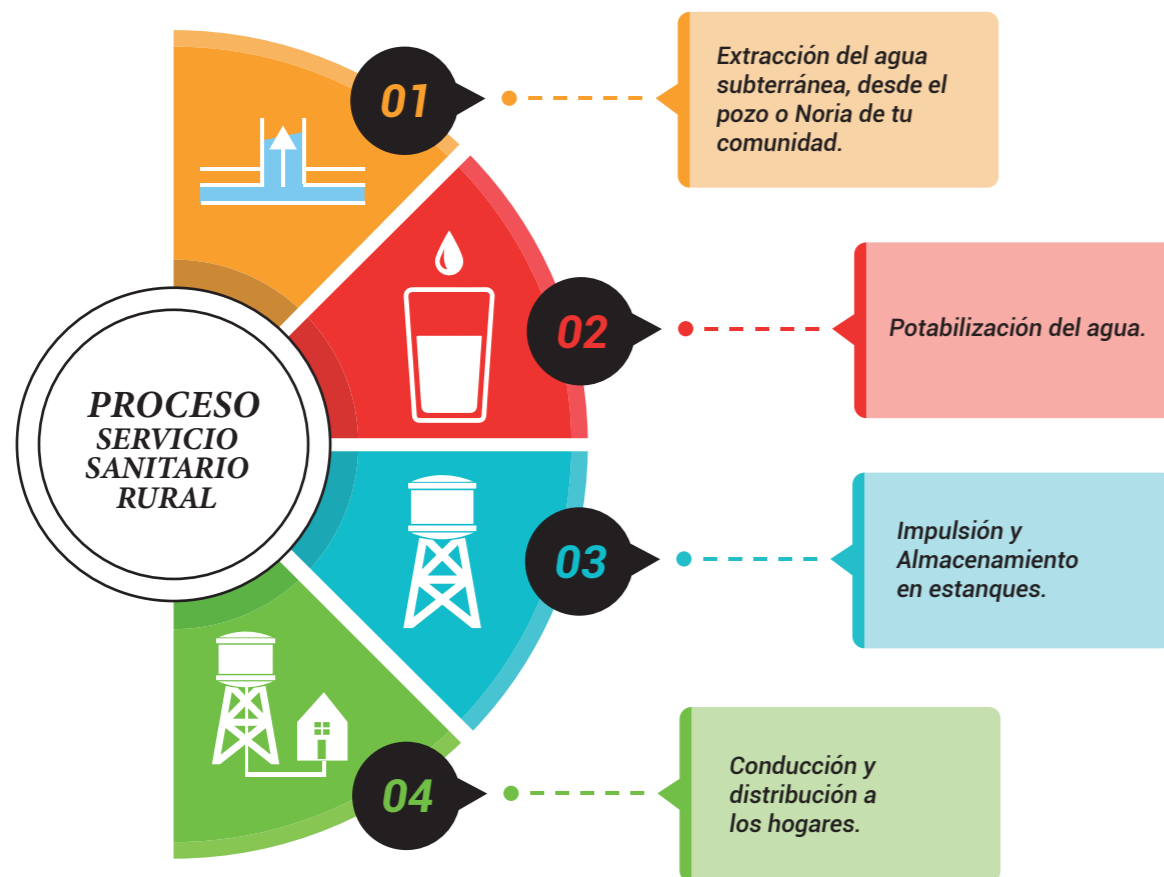 PROCESO
SERVICIO
SANITARIO
RURAL
01
Extracción del agua
subterránea, desde el
pozo o Noria de tu
comunidad.
02
Potabilización del agua.
03
Impulsión y
Almacenamiento
en estanques.
04
Conducción y
distribución a
los hogares.